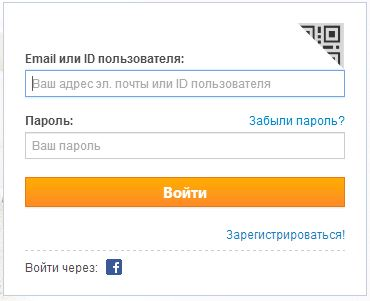 Email или ID пользователя:
Ваш адрес эл. почты или ID пользователя
Пароль: Забыли пароль?
Ваш пароль
Войти
Зарегистрироваться!
Войти через: f